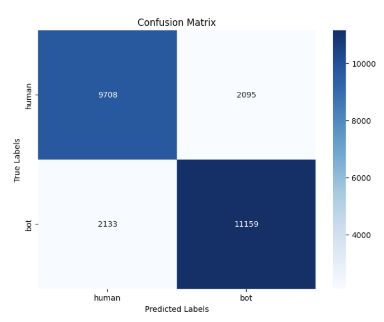 Confusion Matrix
human
9708
2095
10000
8000
True Labels
6000
bot
2133
11159
4000
human
bot
Predicted Labels